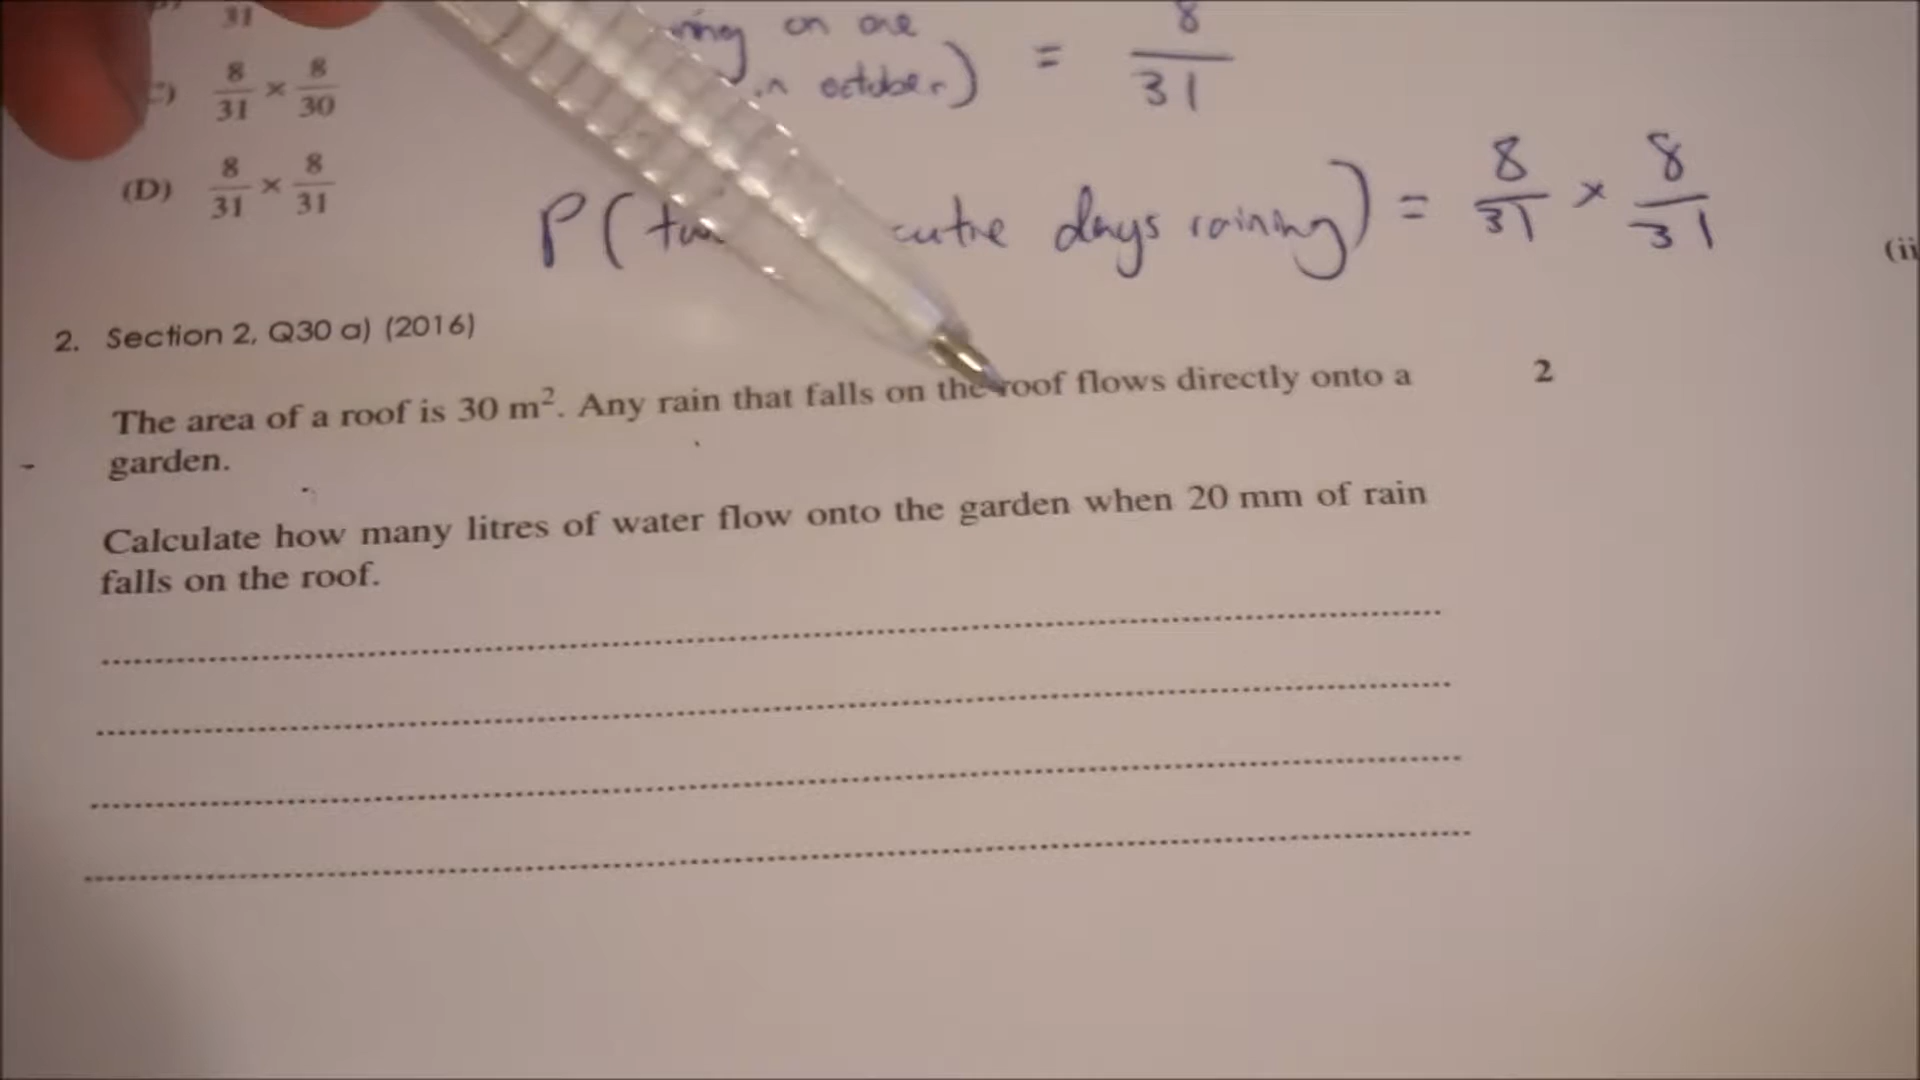 31
on one
8
8/31 × 8/30
in october) = 31
(D) 8/31 × 8/31
P( days raining) = 8/31 × 8/31
(ii
2. Section 2, Q30 a) (2016)
The area of a roof is 30 m². Any rain that falls on the roof flows directly onto a 2
garden.
Calculate how many litres of water flow onto the garden when 20 mm of rain
falls on the roof.